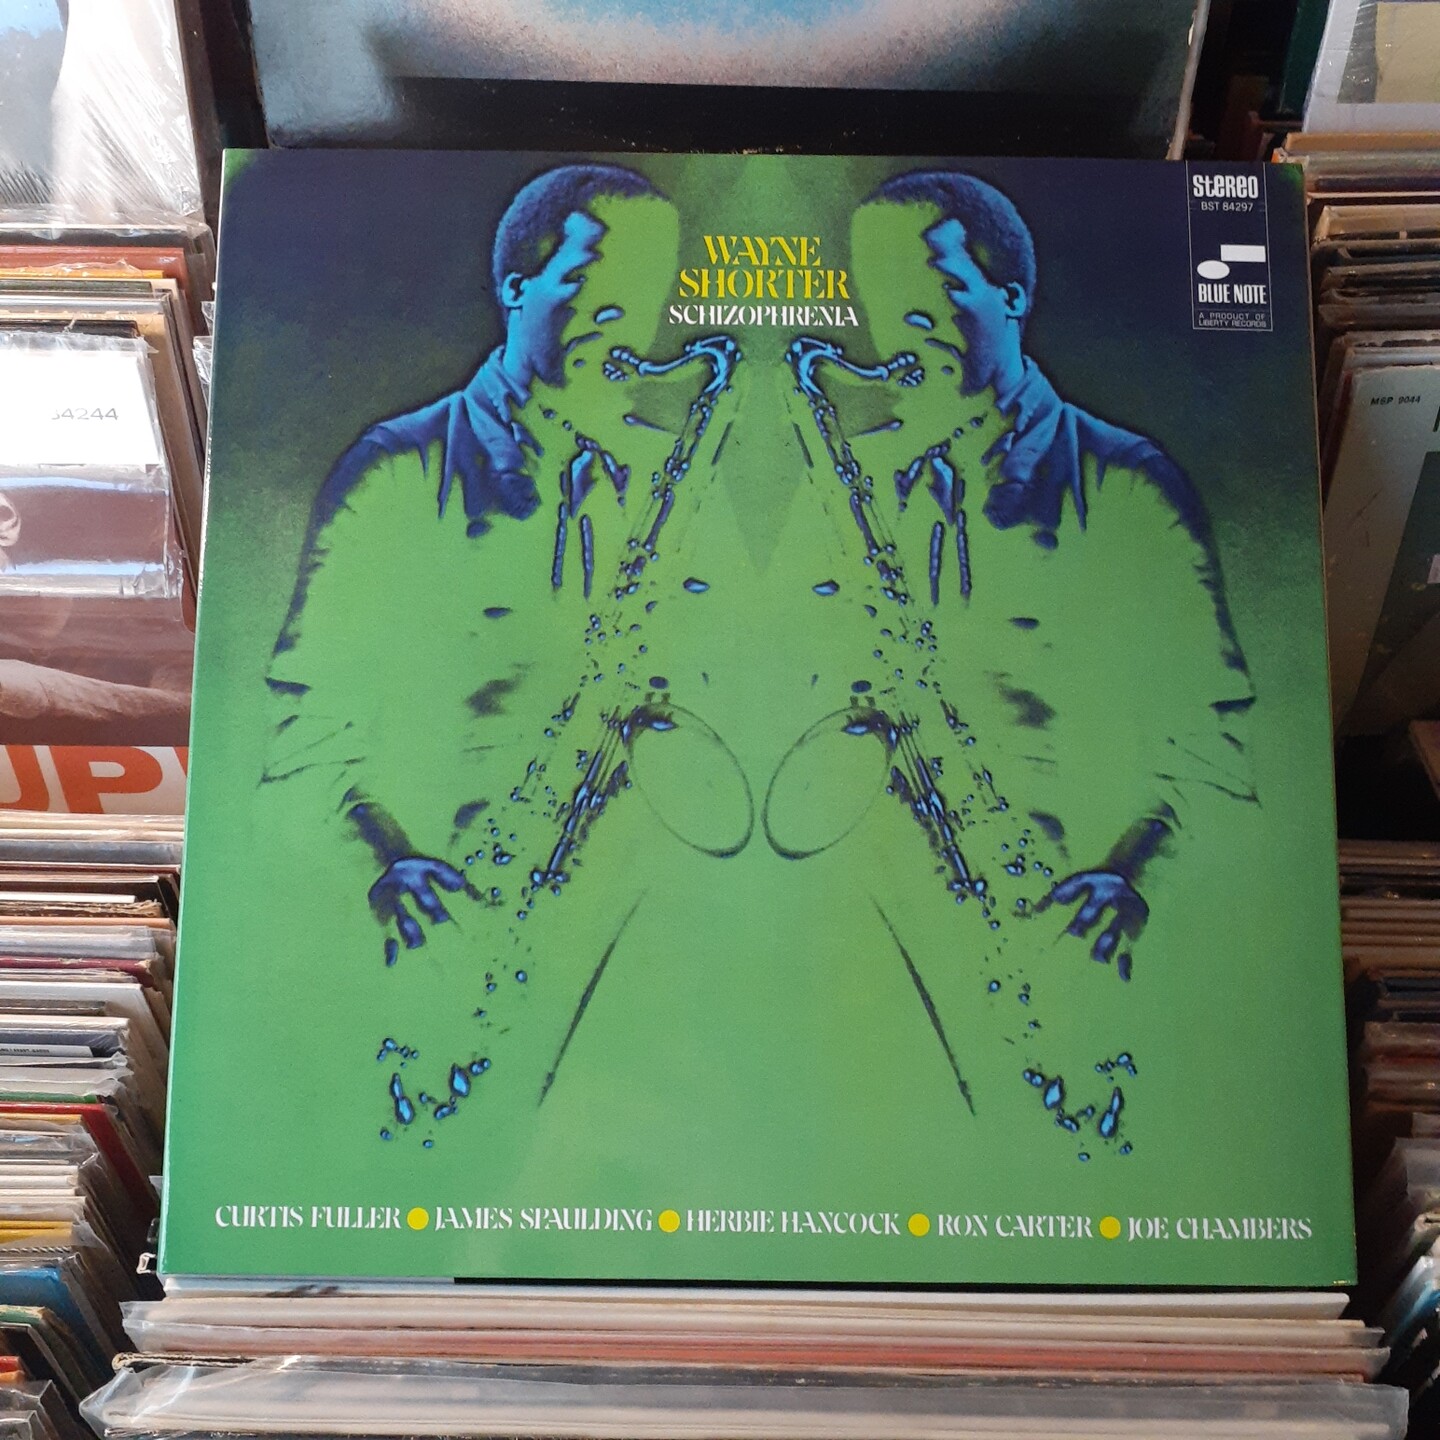 WAYNE
SHORTER
SCHIZOPHRENIA
stereo
BST 84297
BLUE NOTE
A PRODUCT OF
LIBERTY RECORDS
84244
MSP 9044
UP
CURTIS FULLER ● JAMES SPAULDING ● HERBIE HANCOCK ● RON CARTER ● JOE CHAMBERS